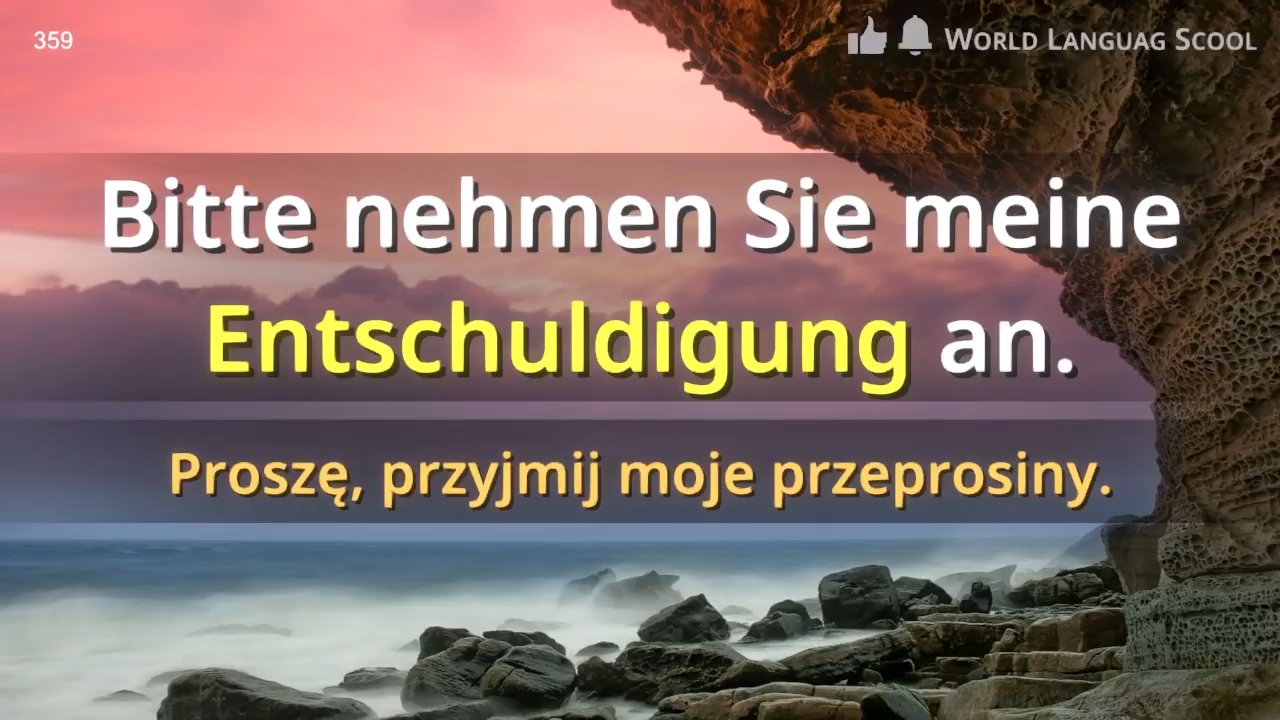 359
World Languag Scool
Bitte nehmen Sie meine
Entschuldigung an.
Proszę, przyjmij moje przeprosiny.